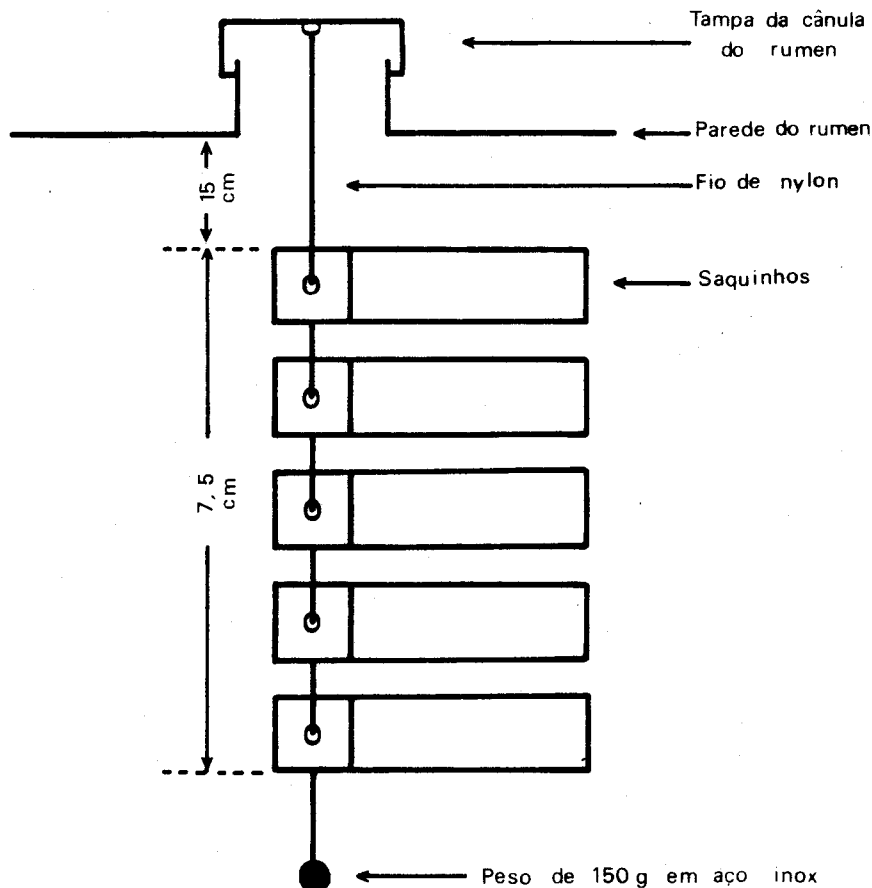 Tampa da cânula
do rumen
Parede do rumen
15
cm
Fio de nylon
Saquinhos
7,5
cm
Peso de 150 g em aço inox